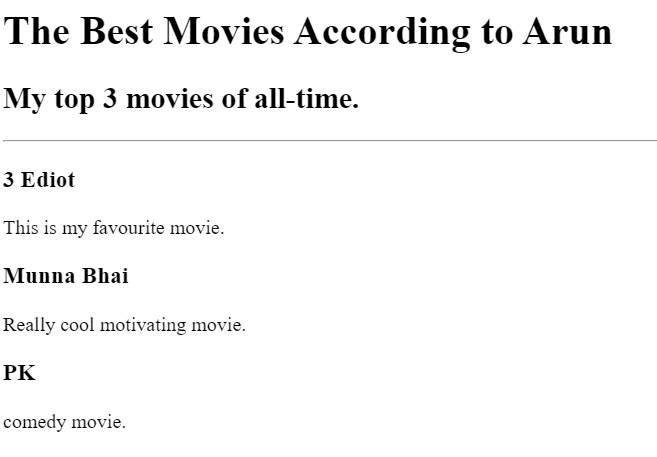 The Best Movies According to Arun
My top 3 movies of all-time.
3 Ediot
This is my favourite movie.
Munna Bhai
Really cool motivating movie.
PK
comedy movie.